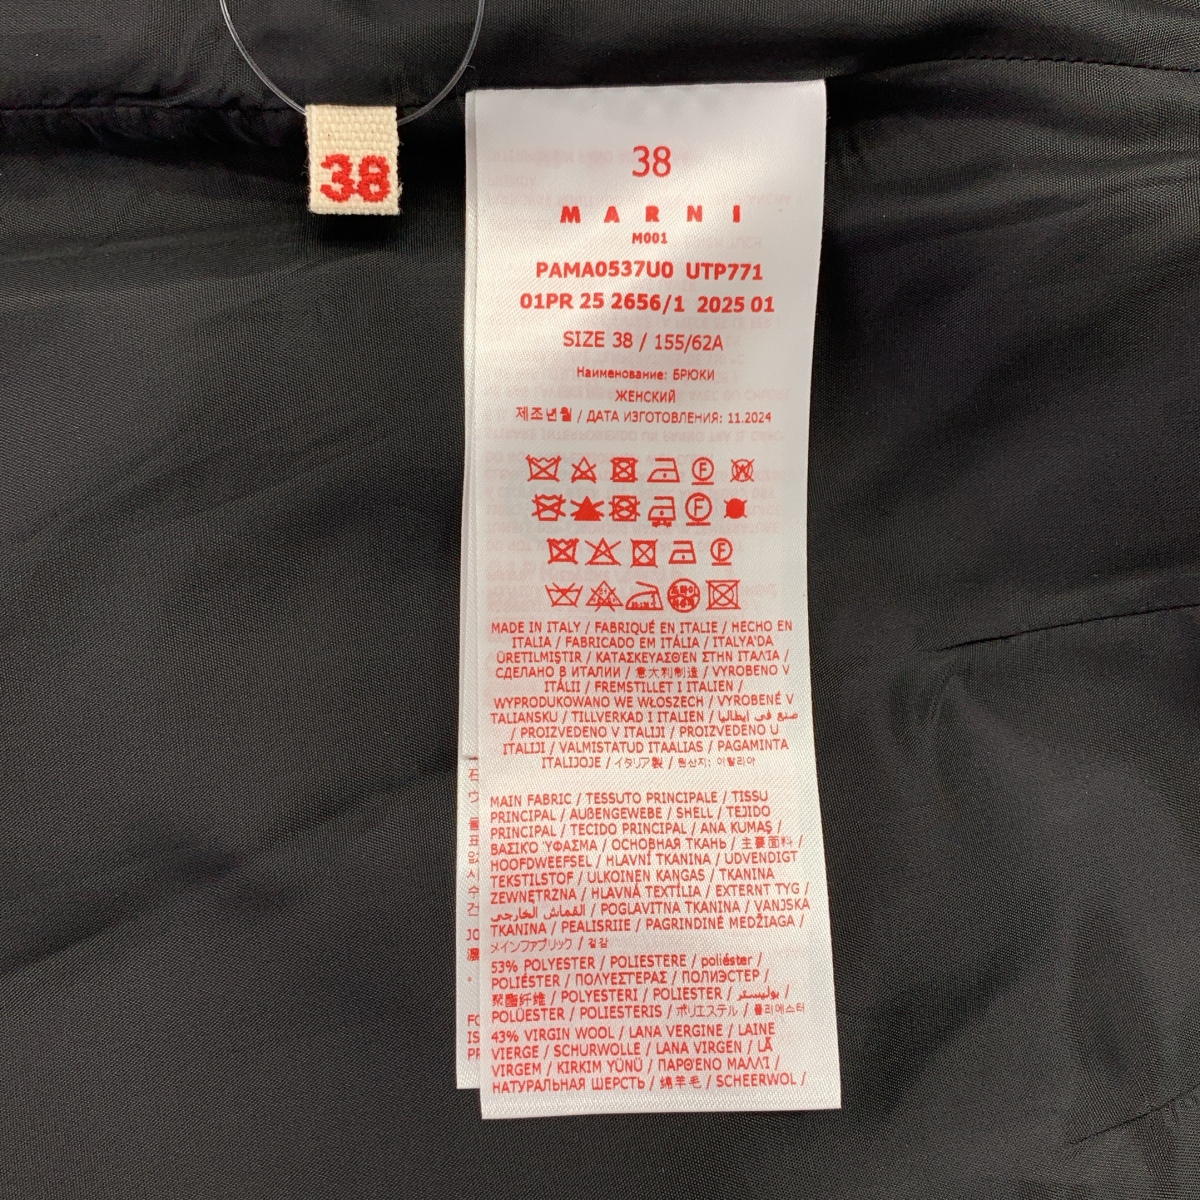 38
38
MARNI
M001
PAMA0537U0 UTP771
01PR 25 2656/1 2025 01
SIZE 38 / 155/62A
Наименование: БРЮКИ
ЖЕНСКИЙ
제조년월 / ДАТА ИЗГОТОВЛЕНИЯ: 11.2024
MADE IN ITALY / FABRIQUÉ EN ITALIE / HECHO EN
ITALIA / FABRICADO EM ITÁLIA / ITALYA'DA
ÜRETILMIŞTIR / ΚΑΤΑΣΚΕΥΑΣΘΈΝ ΣΤΗΝ ΙΤΑΛΊΑ /
СДЕЛАНО В ИТАЛИИ / 意大利制造 / VYROBENO V
ITÁLII / FREMSTILLET I ITALIEN /
WYPRODUKOWANO WE WŁOSZECH / VYROBENÉ V
TALIANSKU / TILLVERKAD I ITALIEN / صنع في إيطاليا
/ PROIZVEDENO V ITALIJI / PROIZVEDENO U
ITALIJI / VALMISTATUD ITAALIAS / PAGAMINTA
ITALIJOJE / イタリア製 / 원산지: 이탈리아
MAIN FABRIC / TESSUTO PRINCIPALE / TISSU
PRINCIPAL / AUßENGEWEBE / SHELL / TEJIDO
PRINCIPAL / TECIDO PRINCIPAL / ANA KUMAŞ /
ΒΑΣΙΚΌ ΎΦΑΣΜΑ / ОСНОВНАЯ ТКАНЬ / 主要面料 /
HOOFDWEEFSEL / HLAVNÍ TKANINA / UDVENDIGT
TEKSTILSTOF / ULKOINEN KANGAS / TKANINA
ZEWNĘTRZNA / HLAVNÁ TEXTÍLIA / EXTERNT TYG /
القماش الخارجي / POGLAVITNA TKANINA / VANJSKA
TKANINA / PEALISRIIE / PAGRINDINĖ MEDŽIAGA /
メインファブリック / 겉감
53% POLYESTER / POLIESTERE / poliéster /
POLIÉSTER / ΠΟΛΥΕΣΤΕΡΑΣ / ПОЛИЭСТЕР /
聚酯纤维 / POLYESTERI / POLIESTER / بوليستر /
POLÜESTER / POLIESTERIS / ポリエステル / 폴리에스터
43% VIRGIN WOOL / LANA VERGINE / LAINE
VIERGE / SCHURWOLLE / LANA VIRGEN / LÃ
VIRGEM / KIRKIM YÜNÜ / ΠΑΡΘΈΝΟ ΜΑΛΛΊ /
НАТУРАЛЬНАЯ ШЕРСТЬ / 绵羊毛 / SCHEERWOL /